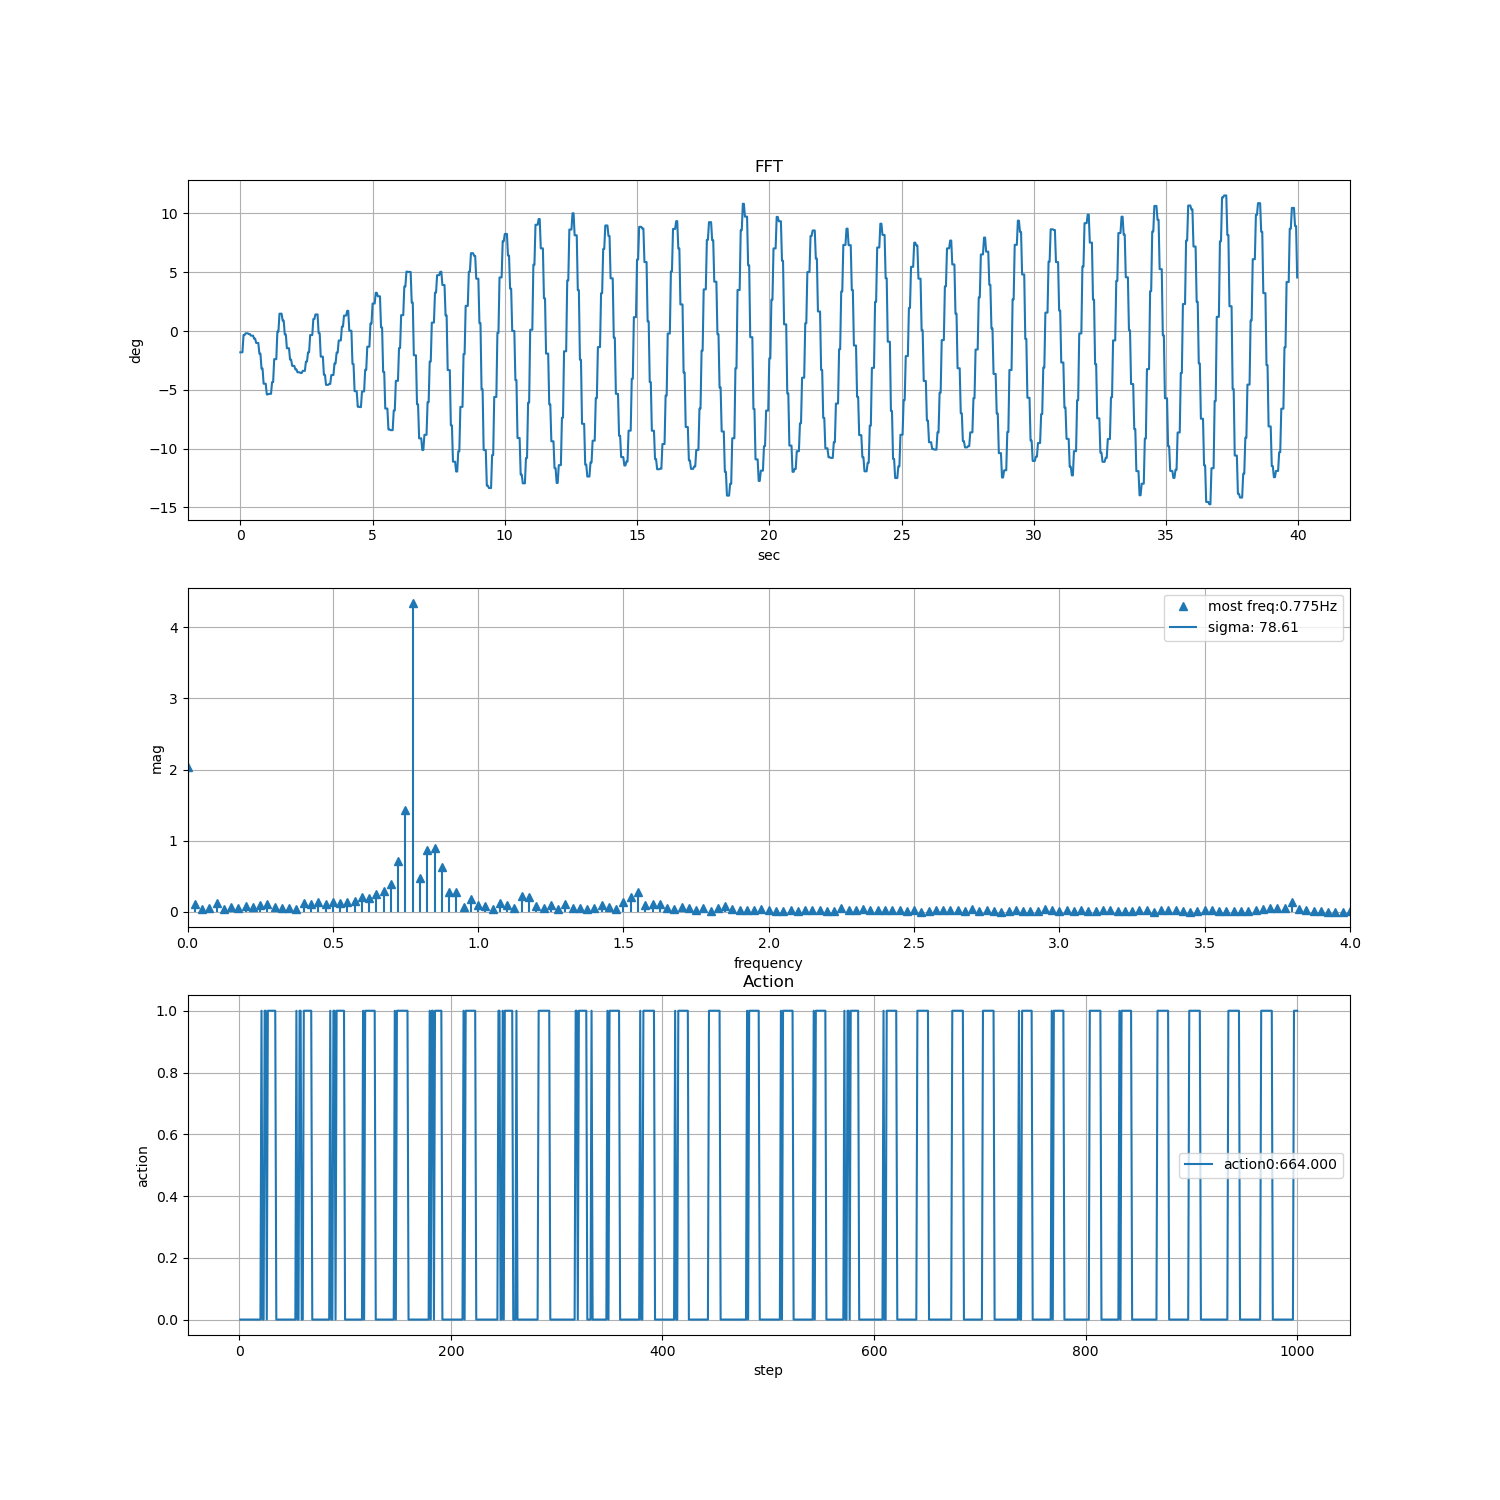 FFT
10
5
0
−5
−10
−15
deg
0 5 10 15 20 25 30 35 40
sec
most freq:0.775Hz
sigma: 78.61
4
3
2
1
0
mag
0.0 0.5 1.0 1.5 2.0 2.5 3.0 3.5 4.0
frequency
Action
1.0
0.8
0.6
0.4
0.2
0.0
action
action0:664.000
0 200 400 600 800 1000
step